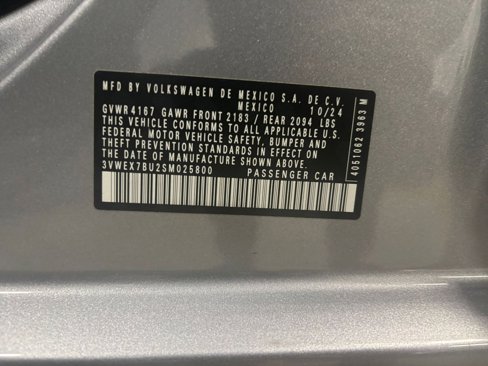 MFD BY VOLKSWAGEN DE MEXICO S.A. DE C.V.
MEXICO 10/24
GVWR 4167 GAWR FRONT 2183 / REAR 2094 LBS
THIS VEHICLE CONFORMS TO ALL APPLICABLE U.S.
FEDERAL MOTOR VEHICLE SAFETY, BUMPER AND
THEFT PREVENTION STANDARDS IN EFFECT ON
THE DATE OF MANUFACTURE SHOWN ABOVE.
3VWEX7BU2SM025800 PASSENGER CAR
4051062 3963 M